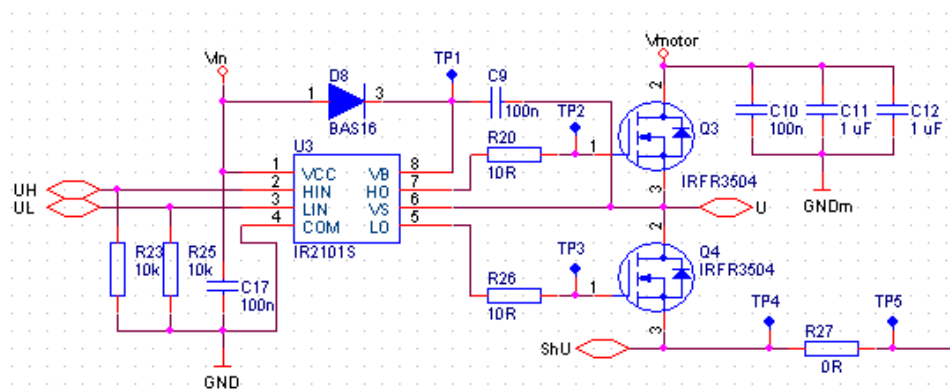 Vin
Vmotor
D8
TP1
C9
1
3
100n
BAS16
TP2
2
Q3
R20
1
10R
3
IRFR3504
C10
100n
C11
1 uF
C12
1 uF
GNDm
U3
1
VCC
VB
8
UH
2
HIN
HO
7
UL
3
LIN
VS
6
U
4
COM
LO
5
IR2101S
R23
10k
R25
10k
C17
100n
GND
TP3
2
Q4
IRFR3504
R26
1
10R
3
ShU
TP4
R27
0R
TP5